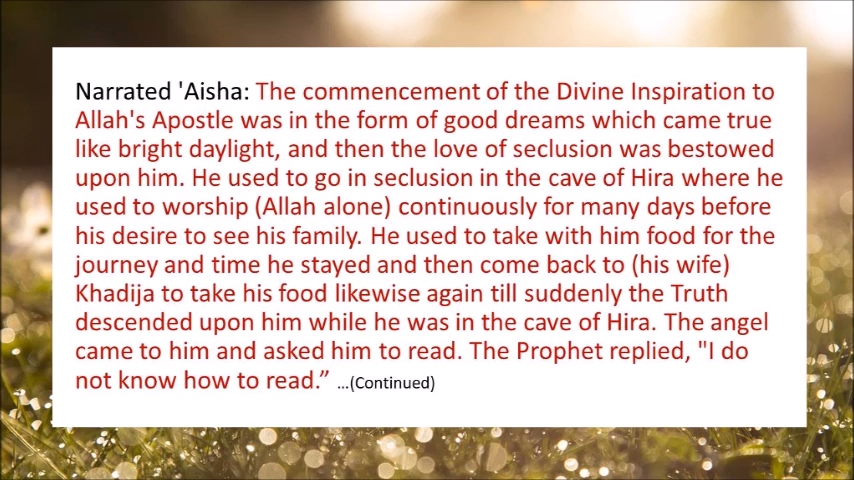 Narrated 'Aisha: The commencement of the Divine Inspiration to
Allah's Apostle was in the form of good dreams which came true
like bright daylight, and then the love of seclusion was bestowed
upon him. He used to go in seclusion in the cave of Hira where he
used to worship (Allah alone) continuously for many days before
his desire to see his family. He used to take with him food for the
journey and time he stayed and then come back to (his wife)
Khadija to take his food likewise again till suddenly the Truth
descended upon him while he was in the cave of Hira. The angel
came to him and asked him to read. The Prophet replied, "I do
not know how to read.” ...(Continued)